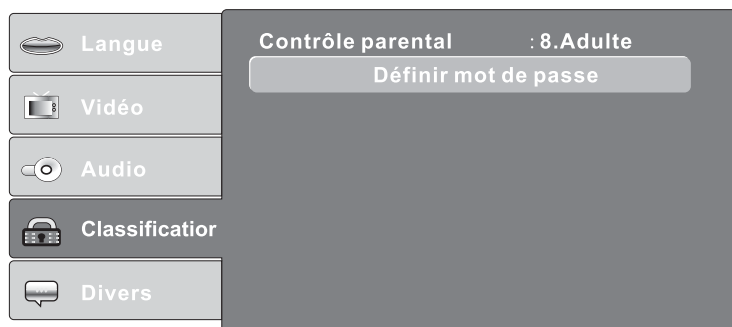 Langue
Vidéo
Audio
Classificatior
Divers
Contrôle parental : 8.Adulte
Définir mot de passe